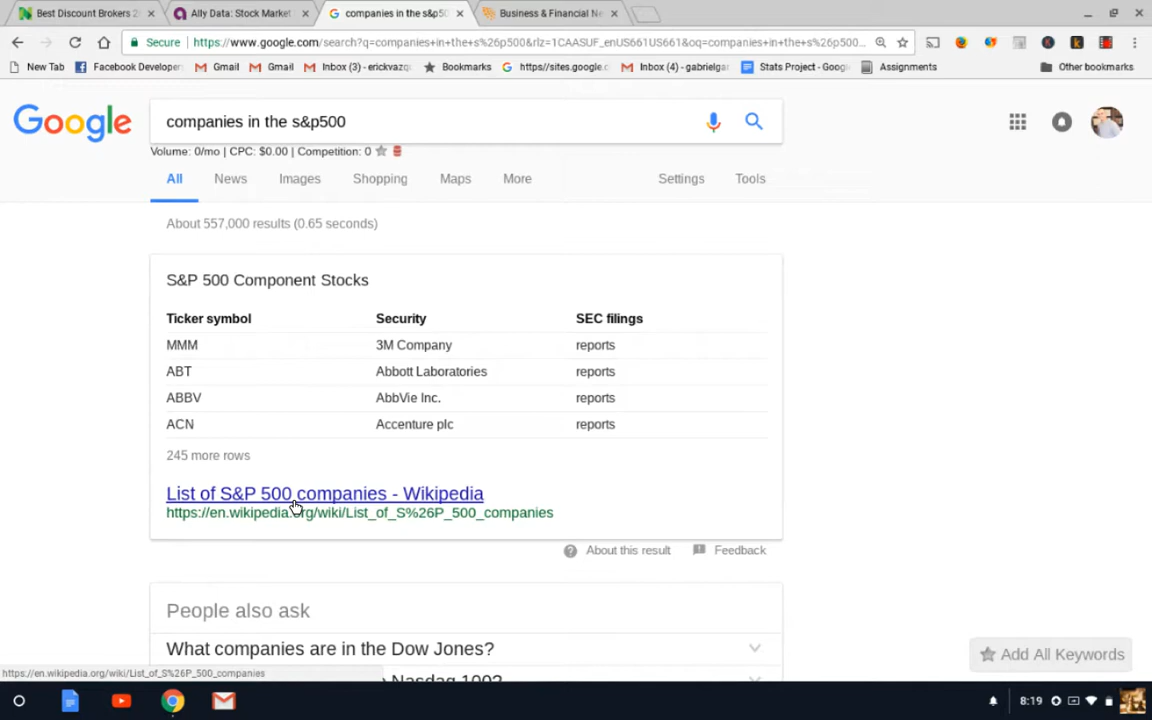 Best Discount Brokers 2
Ally Data: Stock Market
companies in the s&p50
Business & Financial Ne
Secure
https://www.google.com/search?q=companies+in+the+s%26p500&rlz=1CAASUF_enUS661US661&oq=companies+in+the+s%26p500...
New Tab
Facebook Develope
Gmail
Gmail
Inbox (3) - erickvazq
Bookmarks
https//sites.google.c
Inbox (4) - gabrielga
Stats Project - Goog
Assignments
Other bookmarks
Google
companies in the s&p500
Volume: 0/mo | CPC: $0.00 | Competition: 0
All News Images Shopping Maps More Settings Tools
About 557,000 results (0.65 seconds)
S&P 500 Component Stocks
Ticker symbol Security SEC filings
MMM 3M Company reports
ABT Abbott Laboratories reports
ABBV AbbVie Inc. reports
ACN Accenture plc reports
245 more rows
List of S&P 500 companies - Wikipedia
https://en.wikipedia.org/wiki/List_of_S%26P_500_companies
About this result Feedback
People also ask
What companies are in the Dow Jones?
Add All Keywords
https://en.wikipedia.org/wiki/List_of_S%26P_500_companies
Nasdaq 100?
8:19